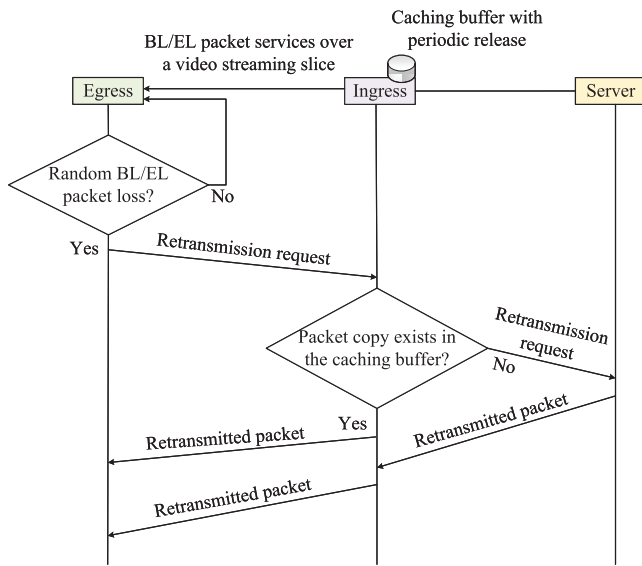 Caching buffer with
periodic release
BL/EL packet services over
a video streaming slice
Egress
Ingress
Server
Random BL/EL
packet loss?
No
Yes
Retransmission request
Packet copy exists in
the caching buffer?
Retransmission
request
No
Yes
Retransmitted packet
Retransmitted packet
Retransmitted packet